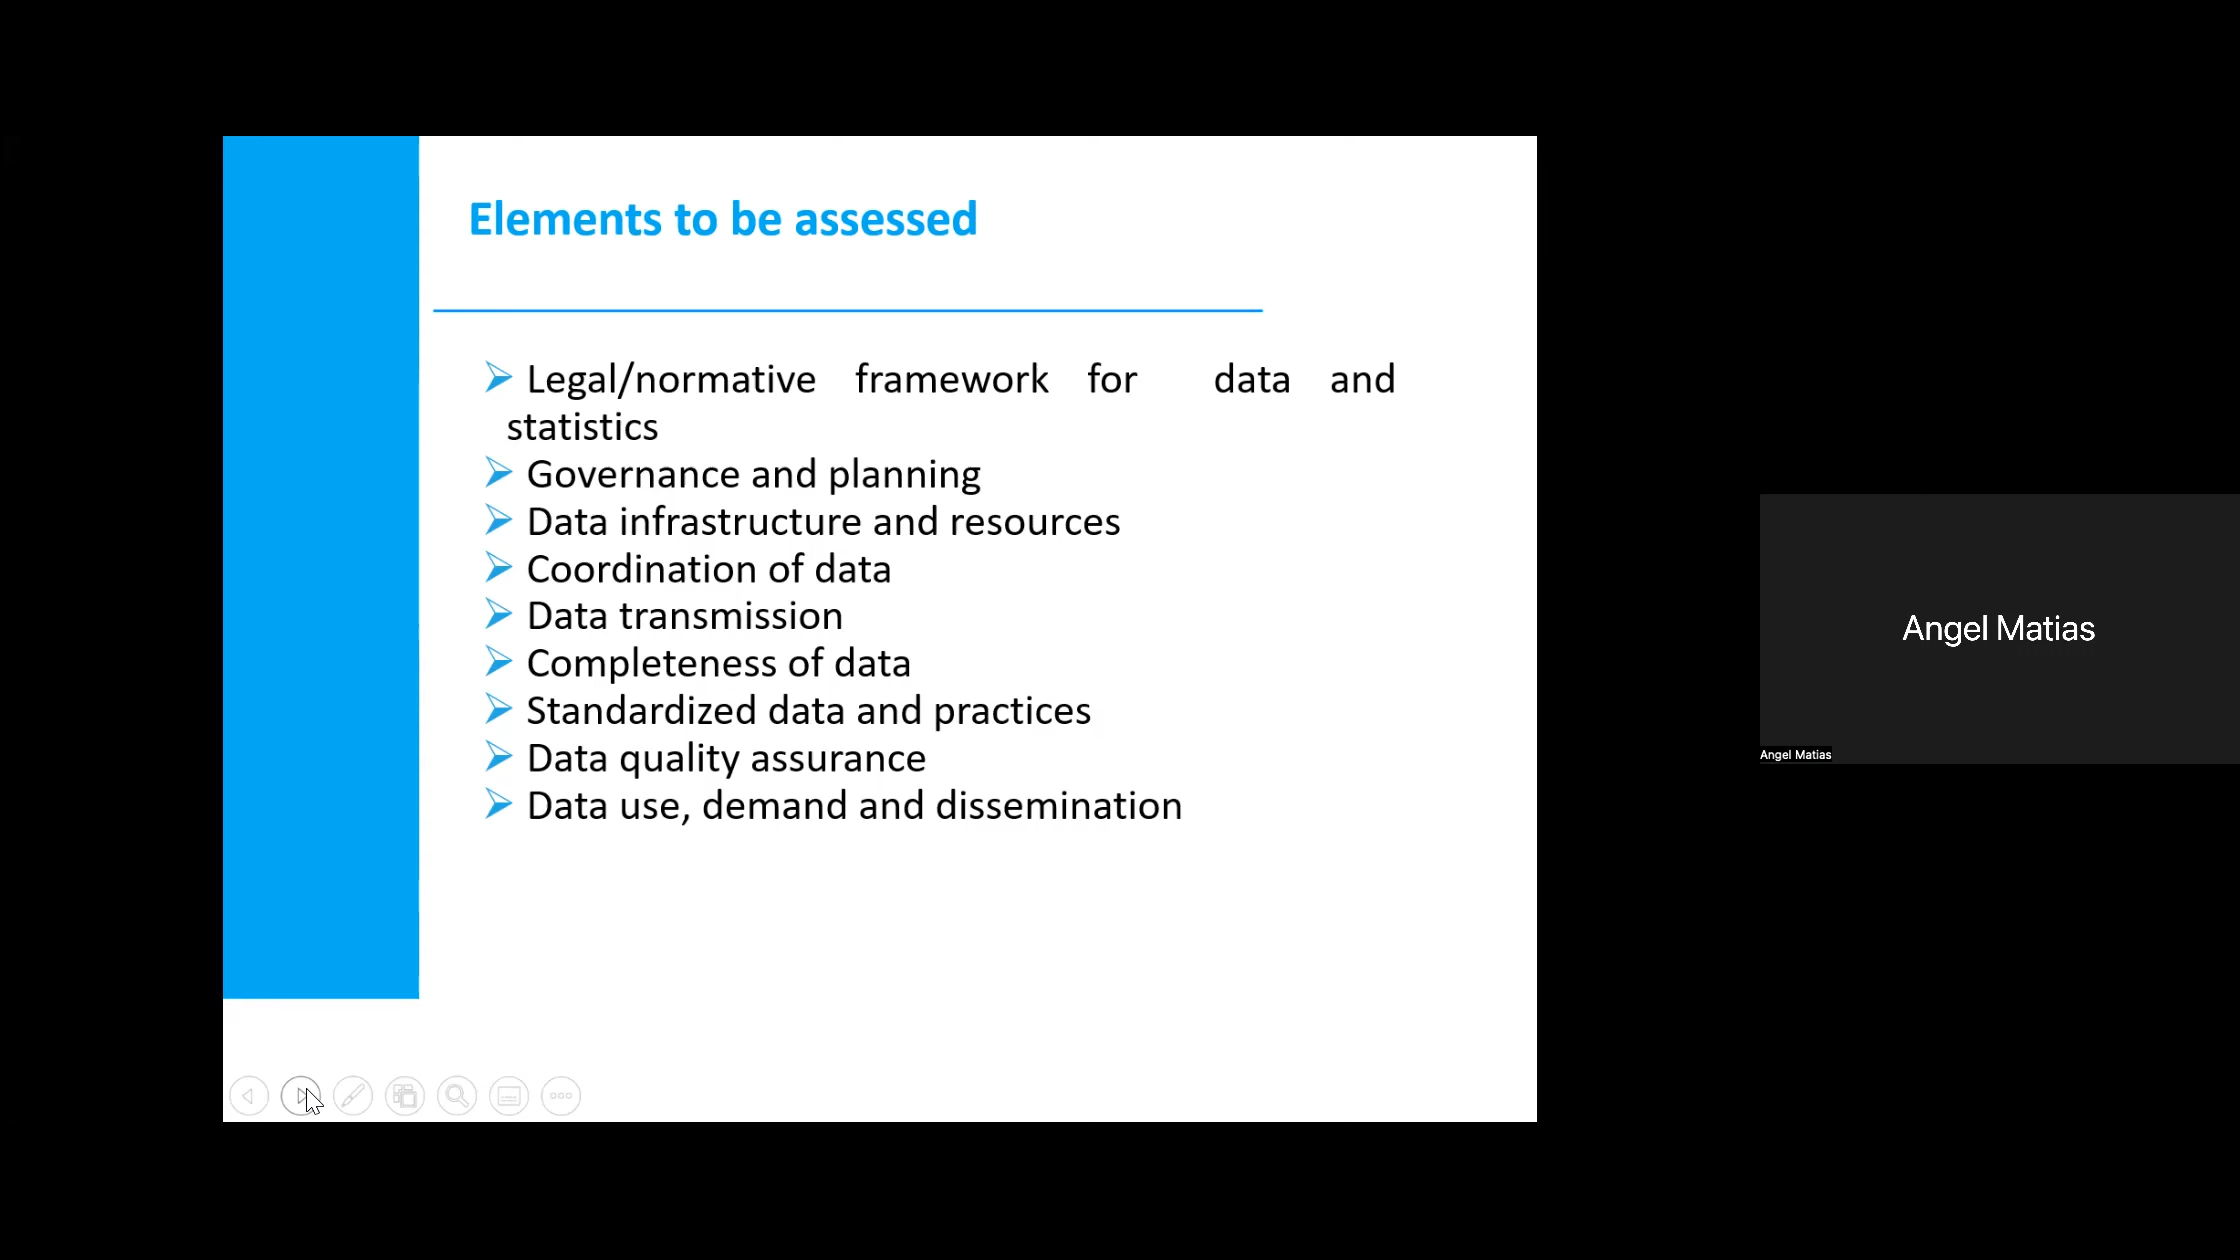 Elements to be assessed
Legal/normative framework for data and
statistics
Governance and planning
Data infrastructure and resources
Coordination of data
Data transmission
Completeness of data
Standardized data and practices
Data quality assurance
Data use, demand and dissemination
Angel Matias
Angel Matias